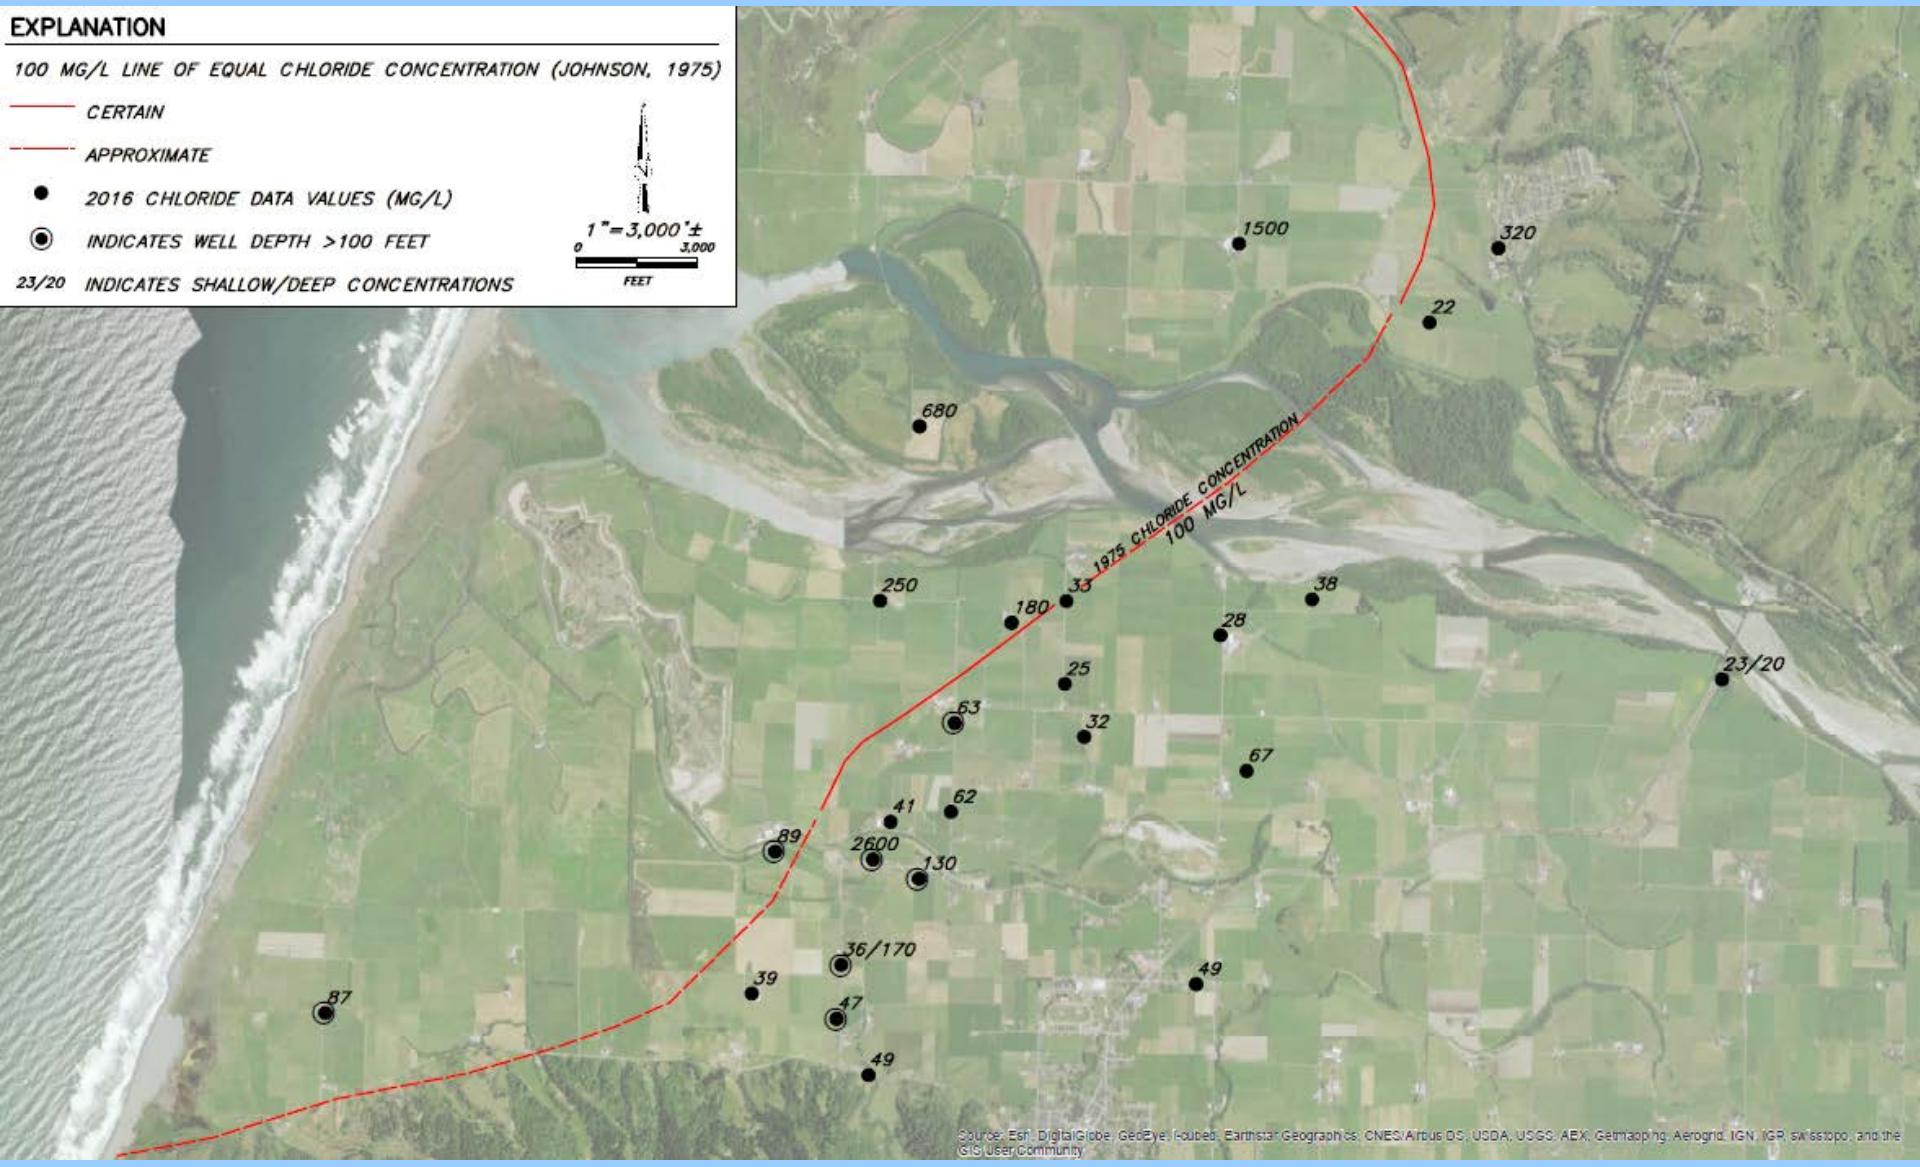 EXPLANATION
100 MG/L LINE OF EQUAL CHLORIDE CONCENTRATION (JOHNSON, 1975)
CERTAIN
APPROXIMATE
2016 CHLORIDE DATA VALUES (MG/L)
INDICATES WELL DEPTH >100 FEET
23/20 INDICATES SHALLOW/DEEP CONCENTRATIONS
N
1"=3,000'±
0 3,000
FEET
1500
320
22
680
1975 CHLORIDE CONCENTRATION
100 MG/L
250
180
33
38
28
25
23/20
63
32
67
62
41
89
2600
130
36/170
39
49
87
47
49
Source: Esri, DigitalGlobe, GeoEye, i-cubed, Earthstar Geographics, CNES/Airbus DS, USDA, USGS, AEX, Getmapping, Aerogrid, IGN, IGP, swisstopo, and the
GIS User Community